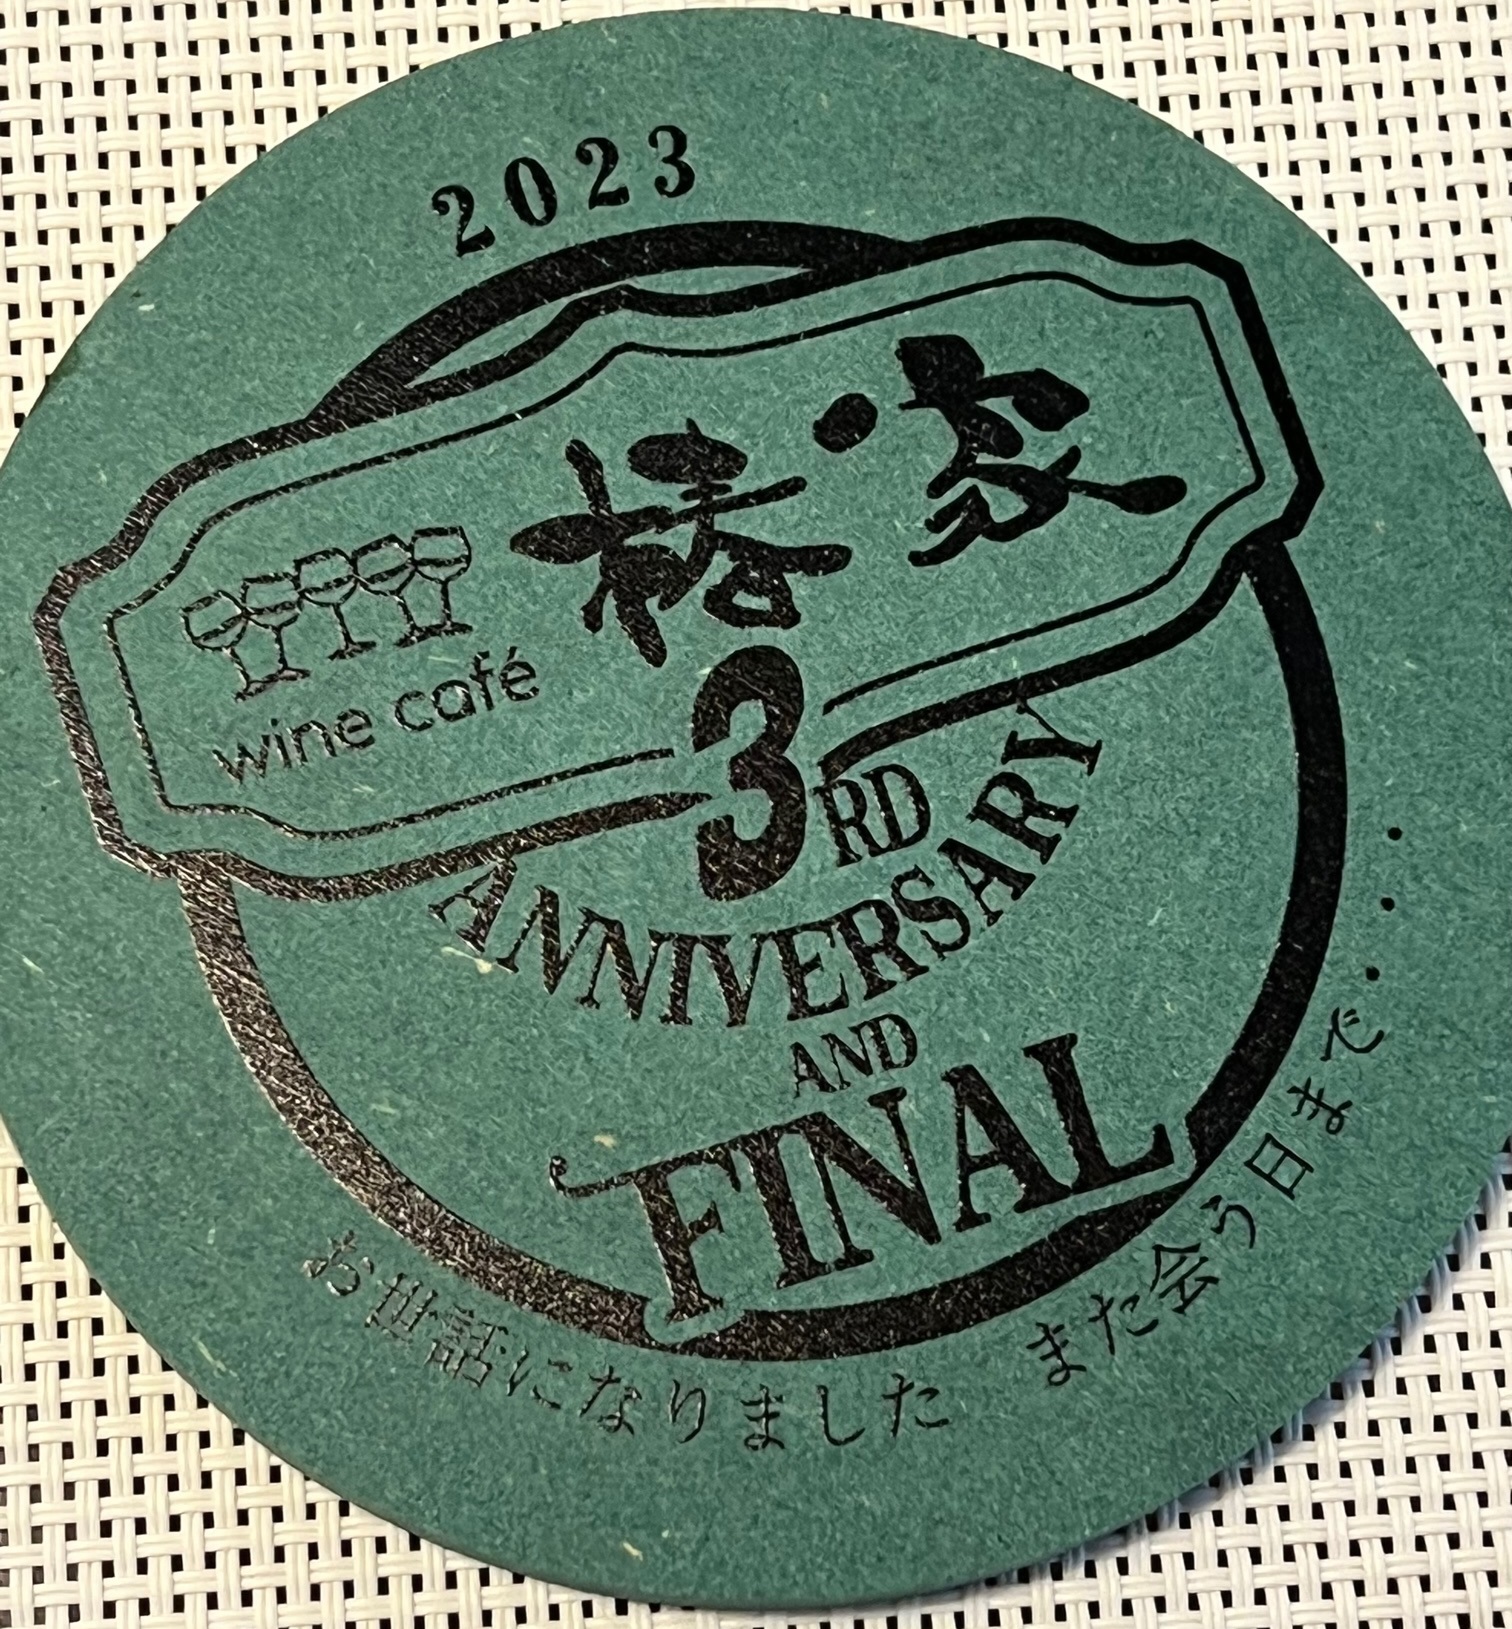 2023
椿家
wine café
3RD
ANNIVERSARY
AND
FINAL
お世話になりました　また会う日まで・・・